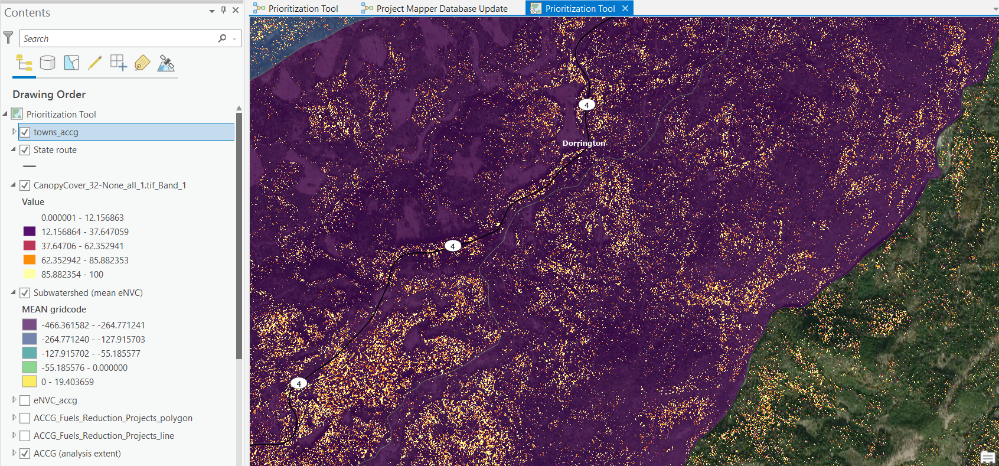 Contents
Prioritization Tool
Project Mapper Database Update
Prioritization Tool
Search
Drawing Order
Prioritization Tool
towns_accg
State route
CanopyCover_32-None_all_1.tif_Band_1
Value
0.000001 - 12.156863
12.156864 - 37.647059
37.64706 - 62.352941
62.352942 - 85.882353
85.882354 - 100
Subwatershed (mean eNVC)
MEAN gridcode
-466.361582 - -264.771241
-264.771240 - -127.915703
-127.915702 - -55.185577
-55.185576 - 0.000000
0 - 19.403659
eNVC_accg
ACCG_Fuels_Reduction_Projects_polygon
ACCG_Fuels_Reduction_Projects_line
ACCG (analysis extent)
4
Dorrington
4
4